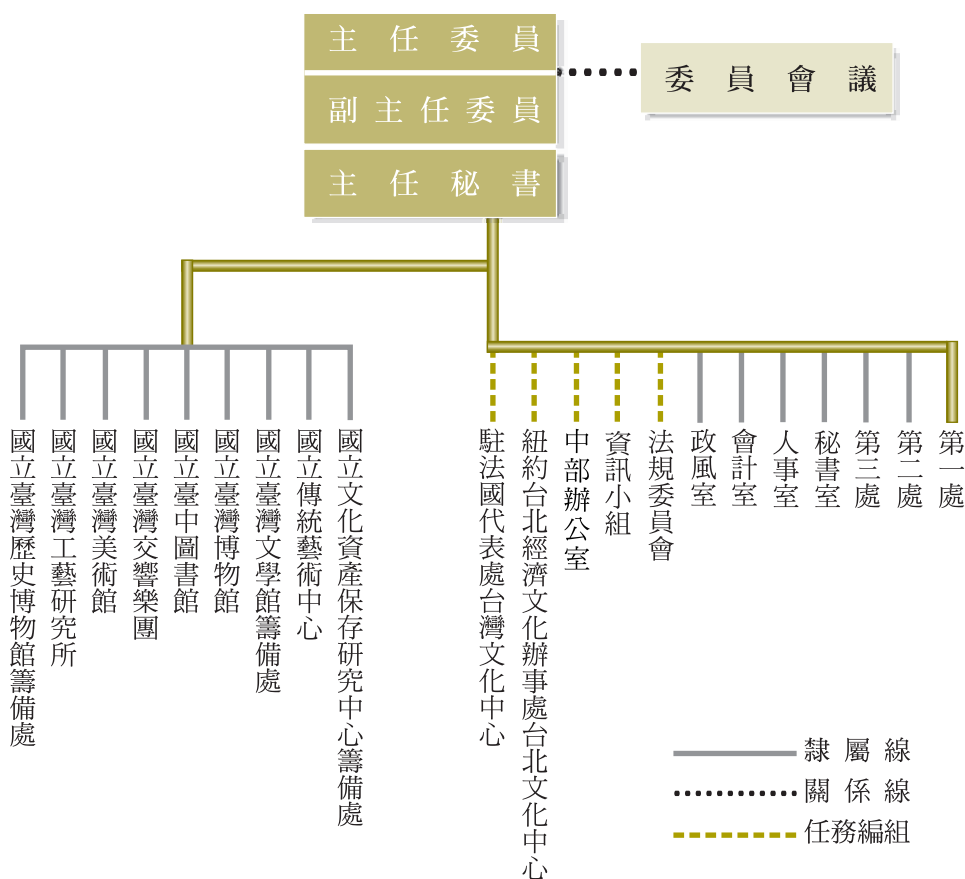 主任委員
副主任委員
主任秘書
委員會議
第一處
第二處
第三處
秘書室
人事室
會計室
政風室
法規委員會
資訊小組
中部辦公室
紐約台北經濟文化辦事處台北文化中心
駐法國代表處台灣文化中心
國立文化資產保存研究中心籌備處
國立傳統藝術中心
國立臺灣文學館籌備處
國立臺灣博物館
國立臺中圖書館
國立臺灣交響樂團
國立臺灣美術館
國立臺灣工藝研究所
國立臺灣歷史博物館籌備處
隸屬線
關係線
任務編組